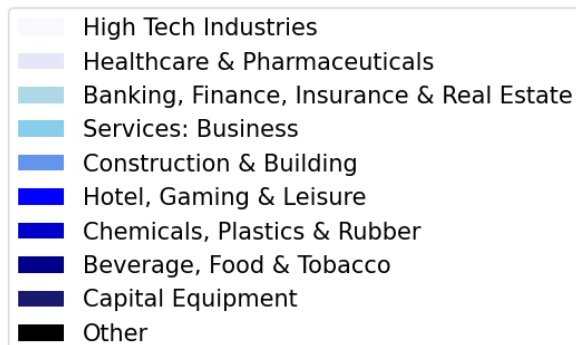 High Tech Industries
Healthcare & Pharmaceuticals
Banking, Finance, Insurance & Real Estate
Services: Business
Construction & Building
Hotel, Gaming & Leisure
Chemicals, Plastics & Rubber
Beverage, Food & Tobacco
Capital Equipment
Other